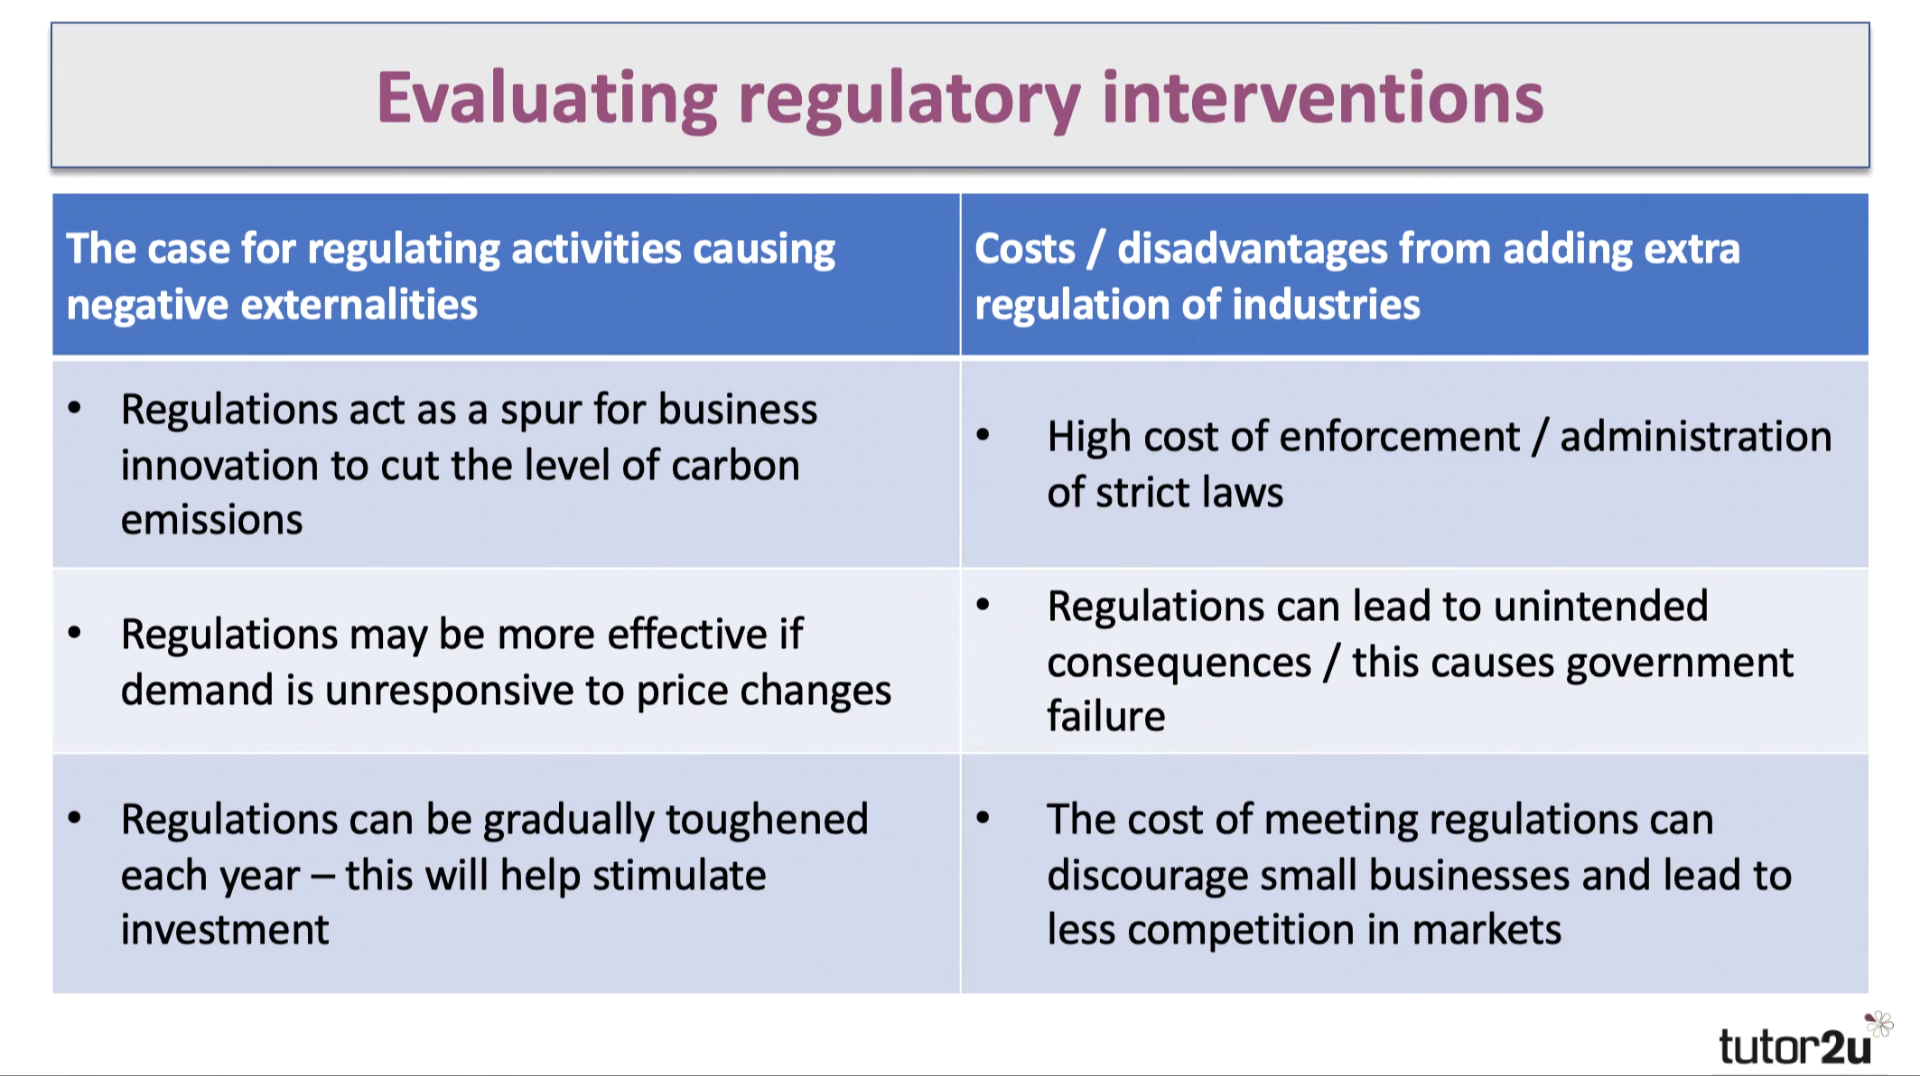 Evaluating regulatory interventions
The case for regulating activities causing
negative externalities
Costs / disadvantages from adding extra
regulation of industries
• Regulations act as a spur for business
innovation to cut the level of carbon
emissions
• High cost of enforcement / administration
of strict laws
• Regulations may be more effective if
demand is unresponsive to price changes
• Regulations can lead to unintended
consequences / this causes government
failure
• Regulations can be gradually toughened
each year – this will help stimulate
investment
• The cost of meeting regulations can
discourage small businesses and lead to
less competition in markets
tutor2u